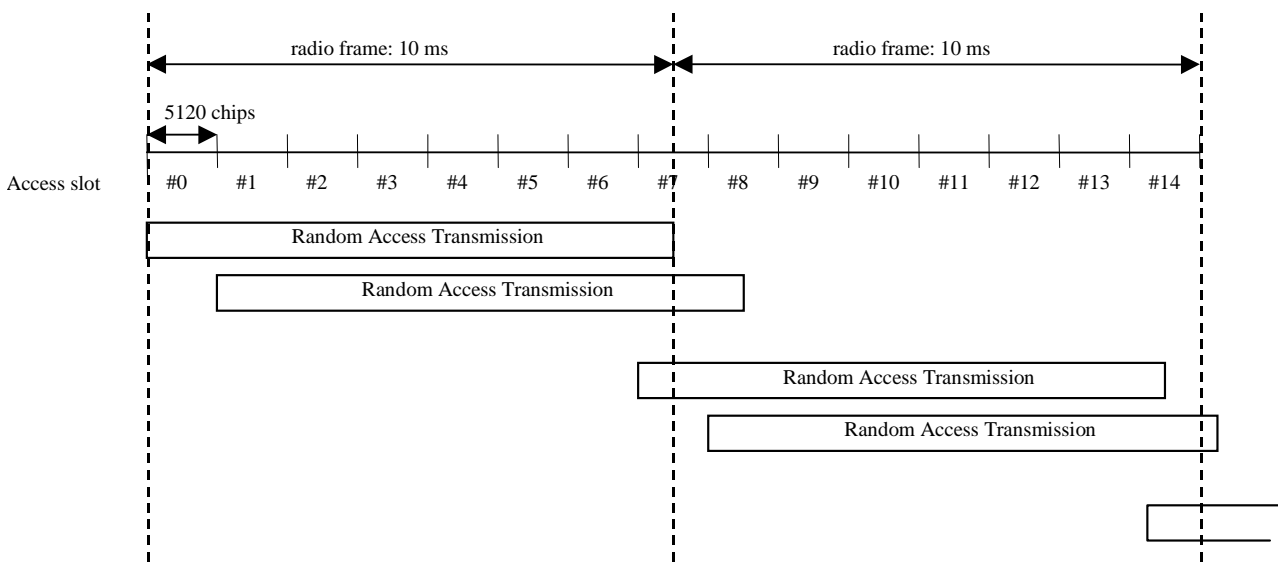 radio frame: 10 ms radio frame: 10 ms
5120 chips
Access slot #0 #1 #2 #3 #4 #5 #6 #7 #8 #9 #10 #11 #12 #13 #14
Random Access Transmission
Random Access Transmission
Random Access Transmission
Random Access Transmission